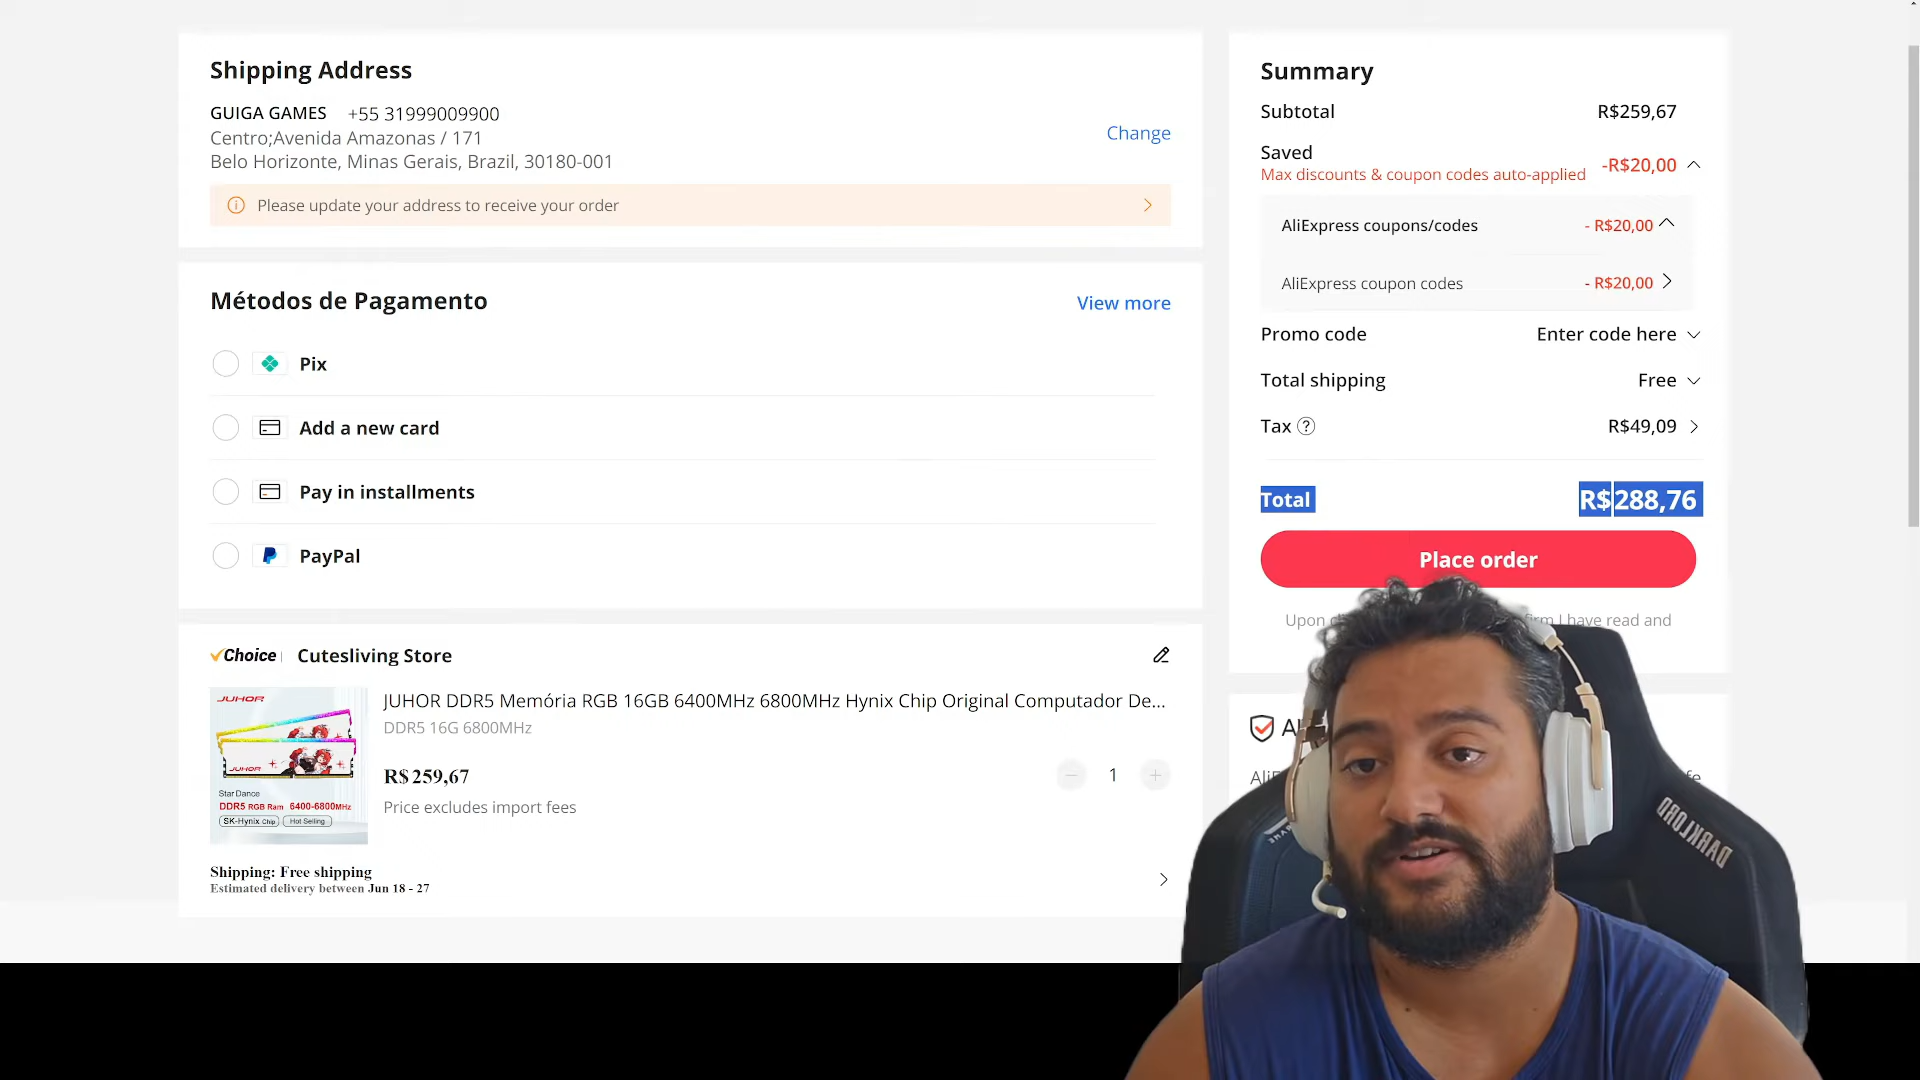 Shipping Address
GUIGA GAMES +55 31999009900
Centro;Avenida Amazonas / 171
Belo Horizonte, Minas Gerais, Brazil, 30180-001
Change
Please update your address to receive your order
Métodos de Pagamento
View more
Pix
Add a new card
Pay in installments
PayPal
Choice Cutesliving Store
JUHOR
JUHOR
Star Dance
DDR5 RGB Ram 6400-6800MHz
SK-Hynix Chip Hot Selling
JUHOR DDR5 Memória RGB 16GB 6400MHz 6800MHz Hynix Chip Original Computador De...
DDR5 16G 6800MHz
R$259,67
1
Price excludes import fees
Shipping: Free shipping
Estimated delivery between Jun 18 - 27
Summary
Subtotal R$259,67
Saved
-R$20,00
Max discounts & coupon codes auto-applied
AliExpress coupons/codes - R$20,00
AliExpress coupon codes - R$20,00
Promo code Enter code here
Total shipping Free
Tax R$49,09
Total R$288,76
Place order
Upon I have read and
DARKLORD